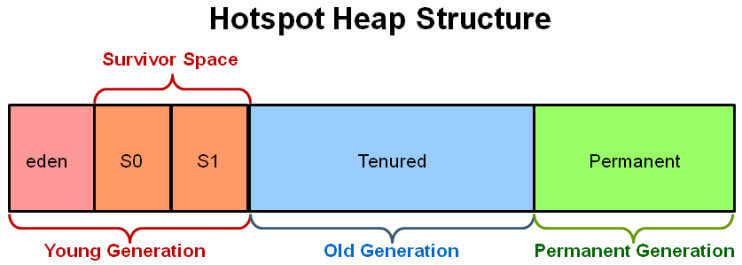 Hotspot Heap Structure
Survivor Space
eden
S0
S1
Tenured
Permanent
Young Generation
Old Generation
Permanent Generation